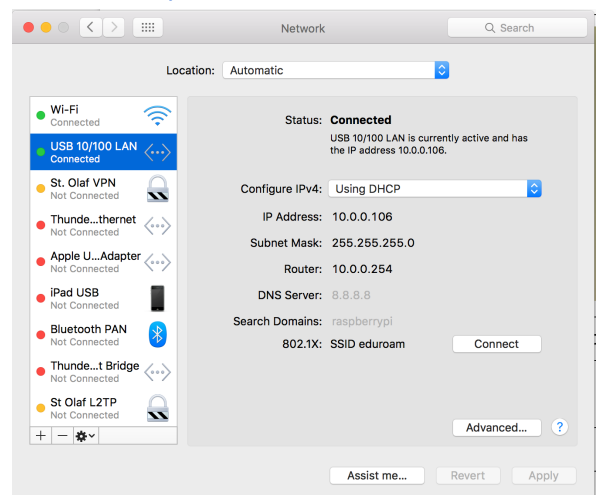 Network
Search
Location: Automatic
Wi-Fi
Connected
USB 10/100 LAN
Connected
St. Olaf VPN
Not Connected
Thunde...thernet
Not Connected
Apple U...Adapter
Not Connected
iPad USB
Not Connected
Bluetooth PAN
Not Connected
Thunde...t Bridge
Not Connected
St Olaf L2TP
Not Connected
Status: Connected
USB 10/100 LAN is currently active and has
the IP address 10.0.0.106.
Configure IPv4: Using DHCP
IP Address: 10.0.0.106
Subnet Mask: 255.255.255.0
Router: 10.0.0.254
DNS Server: 8.8.8.8
Search Domains: raspberrypi
802.1X: SSID eduroam Connect
Advanced... ?
Assist me... Revert Apply